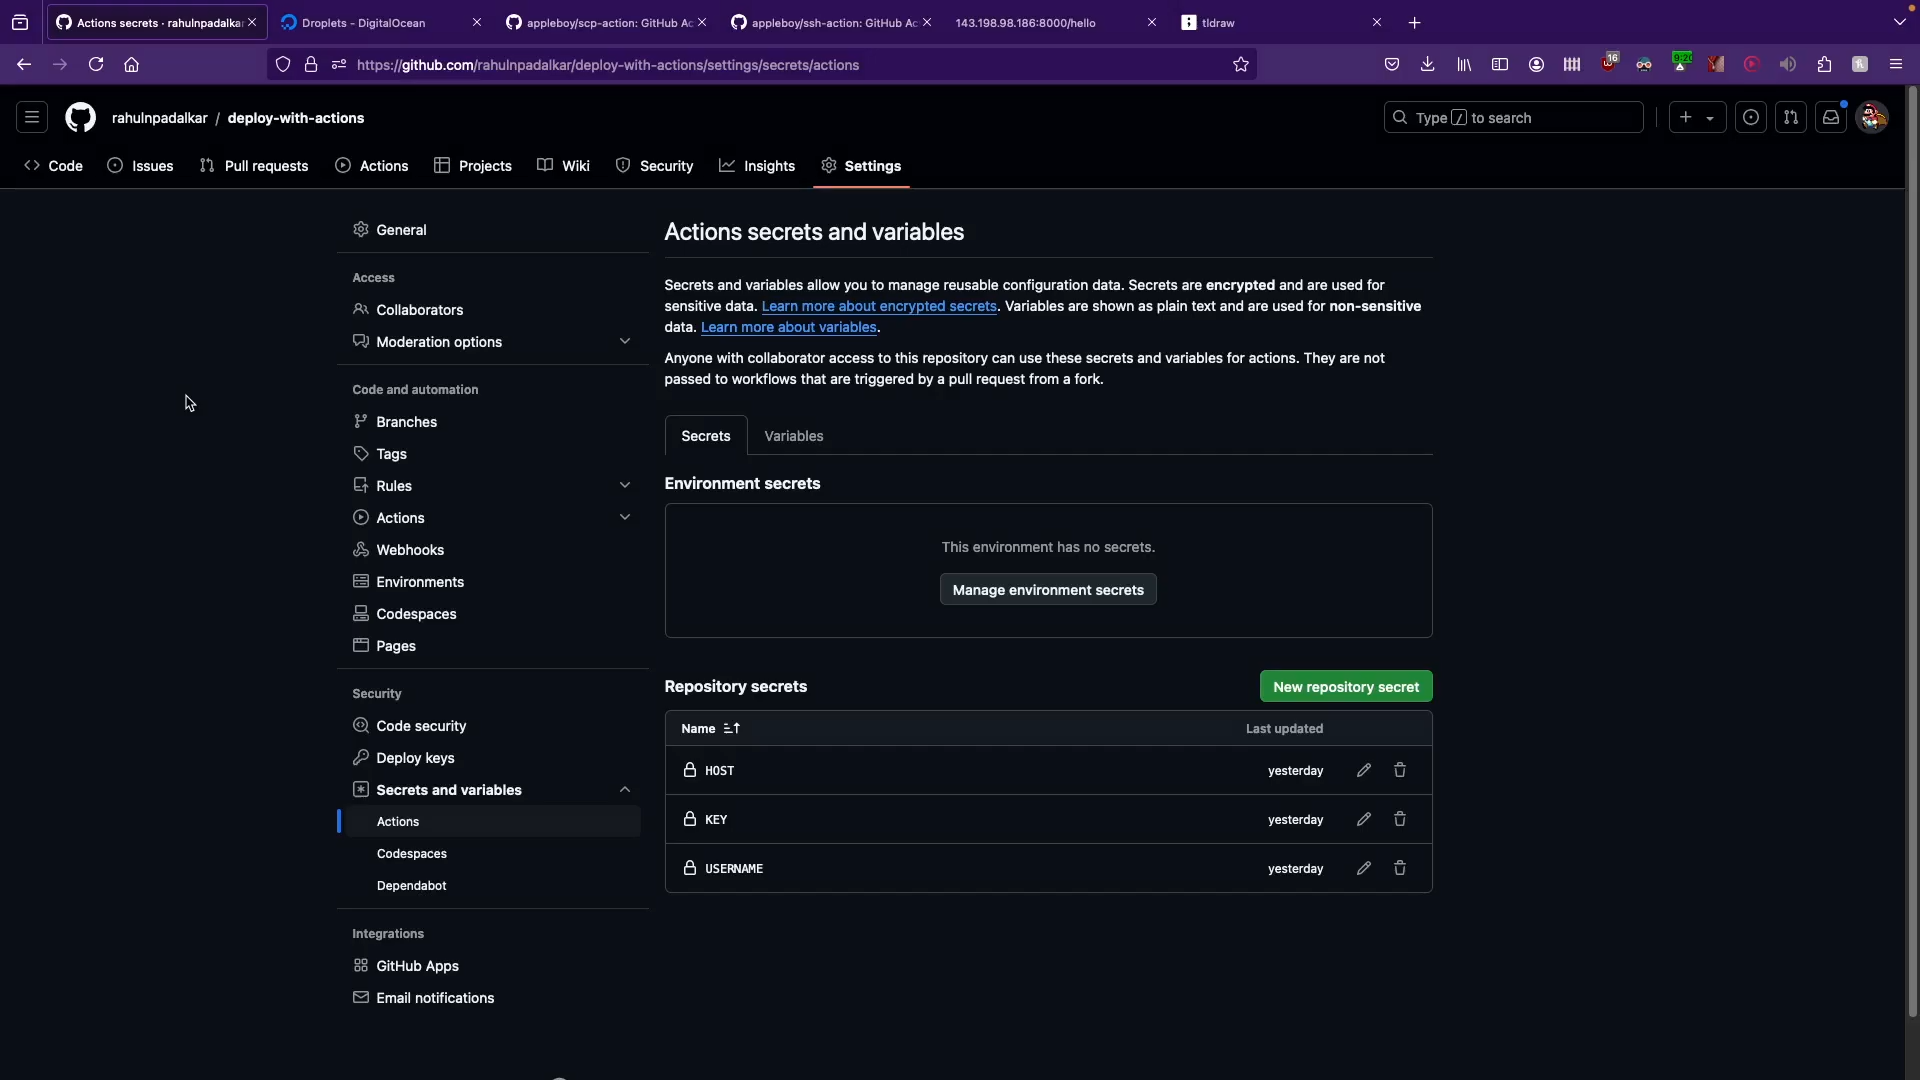 Actions secrets · rahulnpadalkar
Droplets - DigitalOcean
appleboy/scp-action: GitHub Ac
appleboy/ssh-action: GitHub Ac
143.198.98.186:8000/hello
tldraw
https://github.com/rahulnpadalkar/deploy-with-actions/settings/secrets/actions
16
rahulnpadalkar / deploy-with-actions
Type / to search
Code
Issues
Pull requests
Actions
Projects
Wiki
Security
Insights
Settings
General
Access
Collaborators
Moderation options
Code and automation
Branches
Tags
Rules
Actions
Webhooks
Environments
Codespaces
Pages
Security
Code security
Deploy keys
Secrets and variables
Actions
Codespaces
Dependabot
Integrations
GitHub Apps
Email notifications
Actions secrets and variables
Secrets and variables allow you to manage reusable configuration data. Secrets are encrypted and are used for
sensitive data. Learn more about encrypted secrets. Variables are shown as plain text and are used for non-sensitive
data. Learn more about variables.
Anyone with collaborator access to this repository can use these secrets and variables for actions. They are not
passed to workflows that are triggered by a pull request from a fork.
Secrets
Variables
Environment secrets
This environment has no secrets.
Manage environment secrets
Repository secrets
New repository secret
Name
Last updated
HOST
yesterday
KEY
yesterday
USERNAME
yesterday